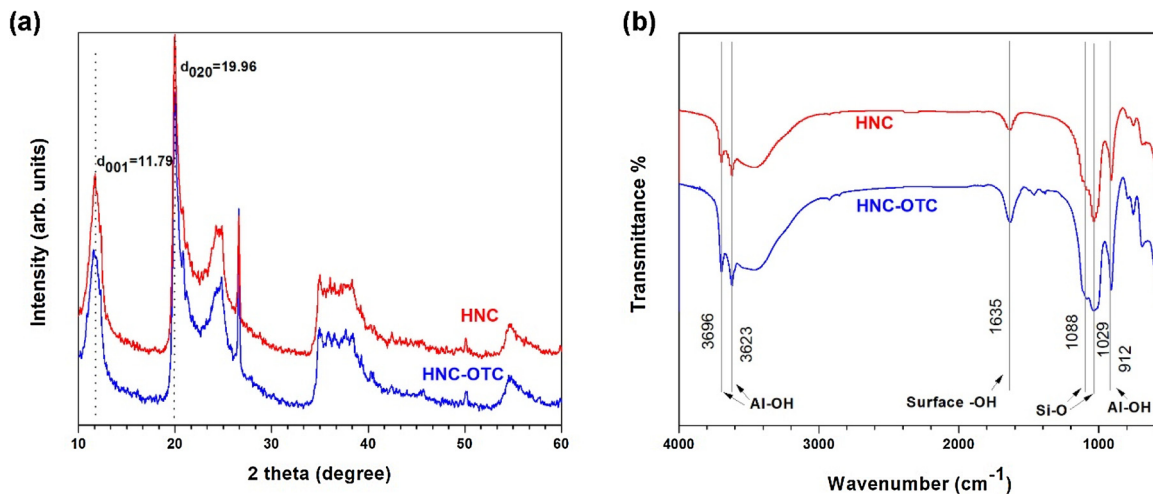 (a)
d020=19.96
d001=11.79
HNC
HNC-OTC
Intensity (arb. units)
10 20 30 40 50 60
2 theta (degree)
(b)
HNC
HNC-OTC
Transmittance %
3696
3623
1635
1088
1029
912
Al-OH
Surface -OH
Si-O
Al-OH
4000 3000 2000 1000
Wavenumber (cm-1)